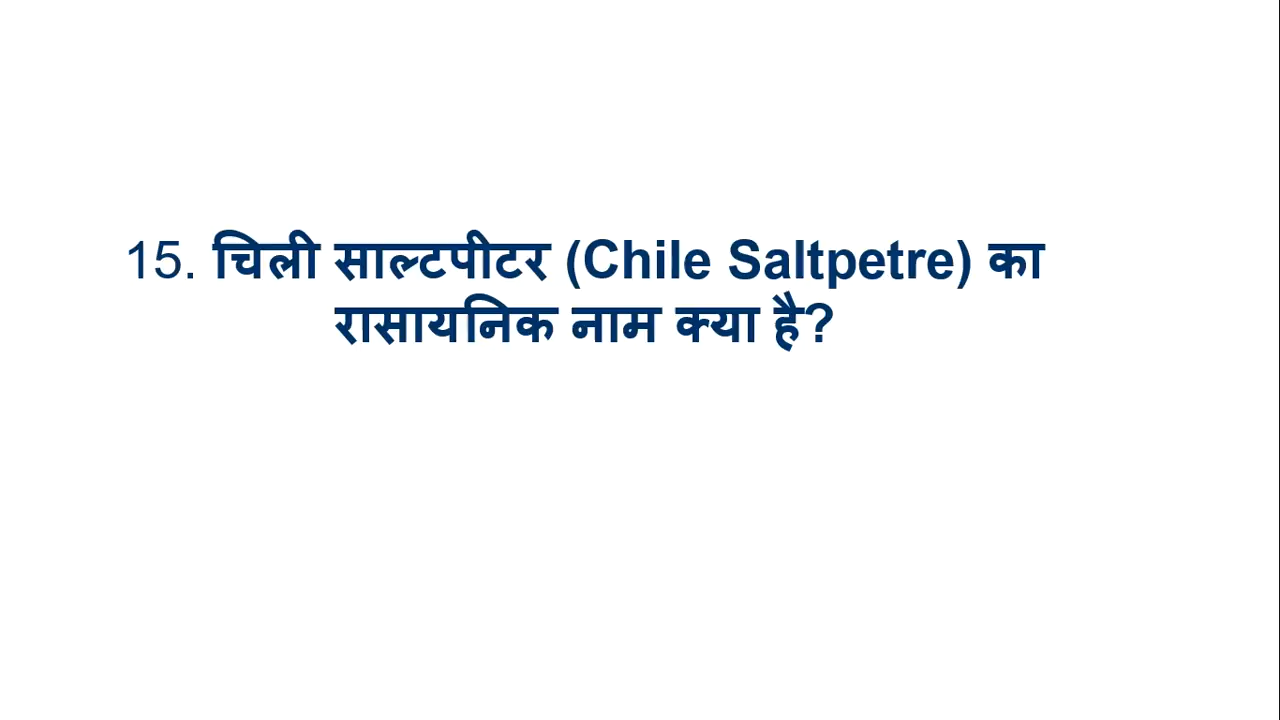 15. चिली साल्टपीटर (Chile Saltpetre) का
रासायनिक नाम क्या है?